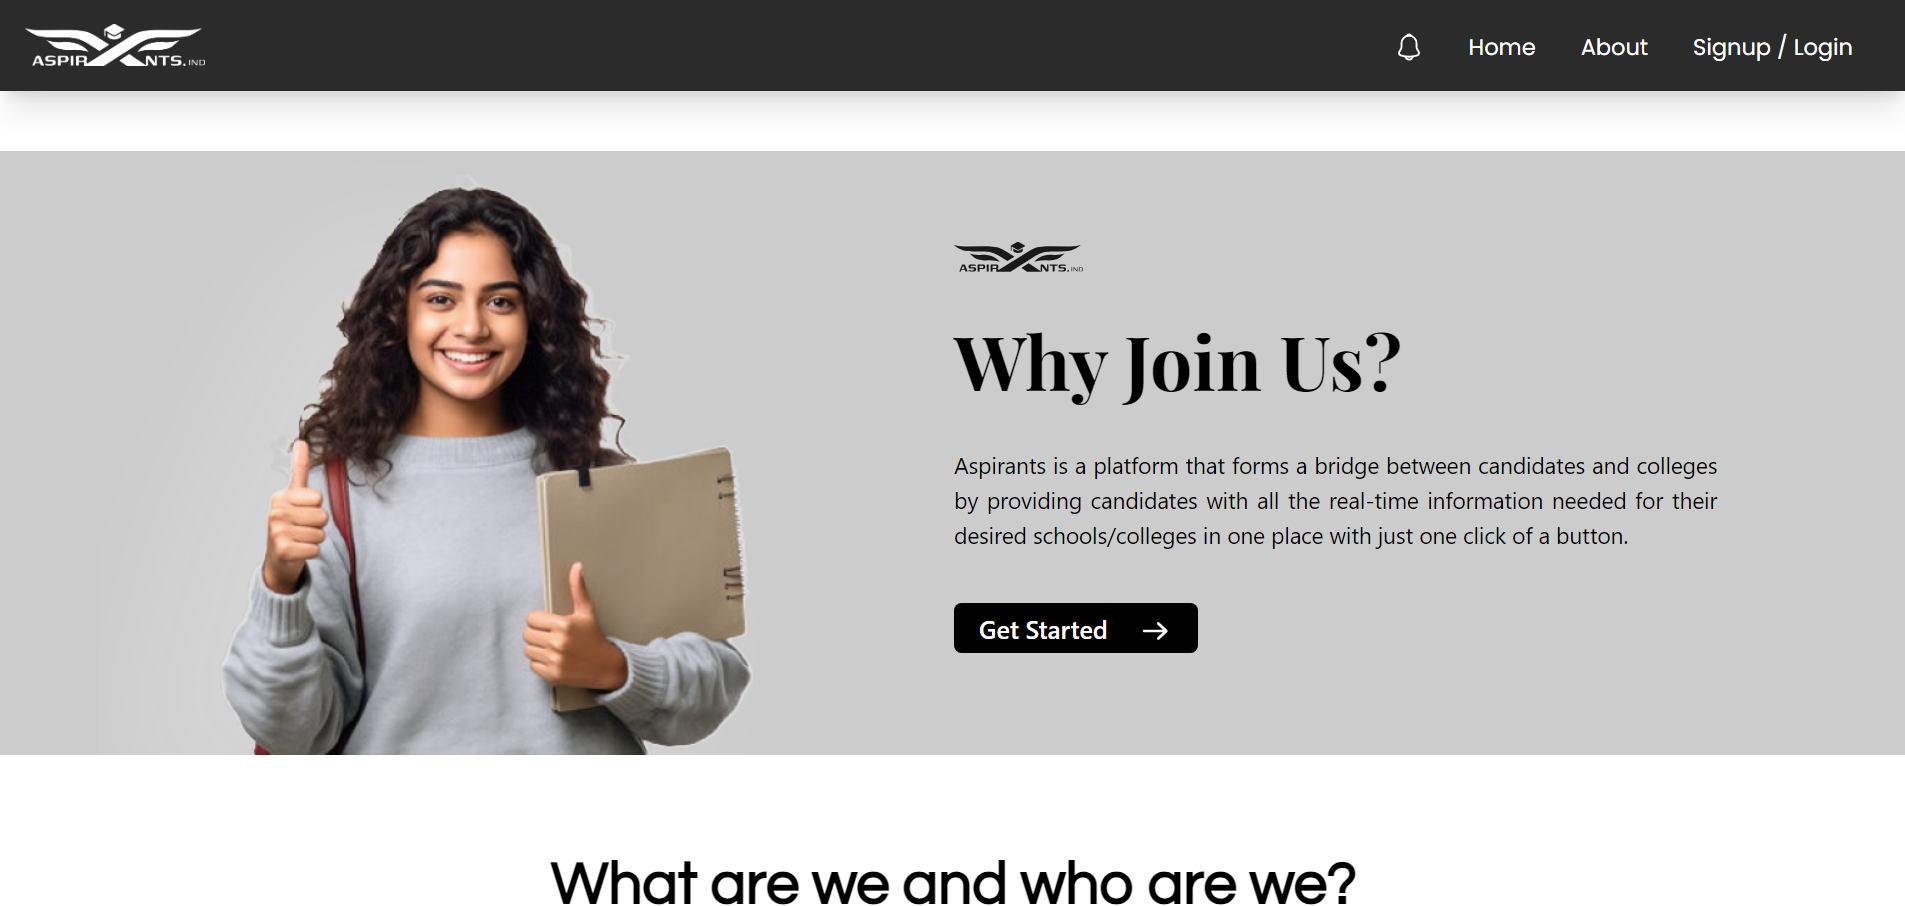 ASPIRANTS.IND
Home
About
Signup / Login
ASPIRANTS.IND
Why Join Us?
Aspirants is a platform that forms a bridge between candidates and colleges
by providing candidates with all the real-time information needed for their
desired schools/colleges in one place with just one click of a button.
Get Started
What are we and who are we?